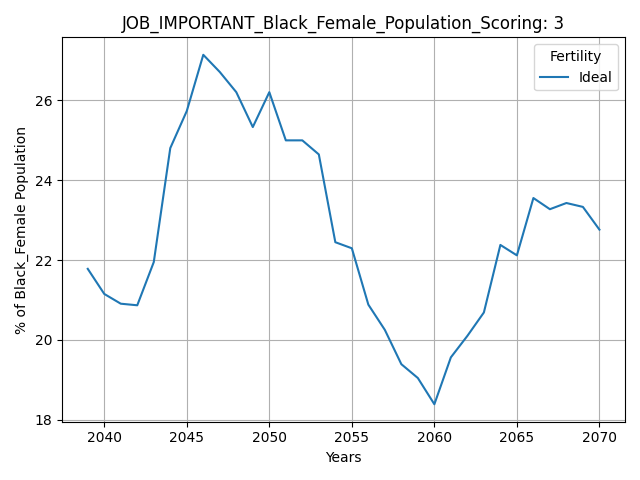 JOB_IMPORTANT_Black_Female_Population_Scoring: 3
Fertility
Ideal
% of Black_Female Population
26
24
22
20
18
2040 2045 2050 2055 2060 2065 2070
Years